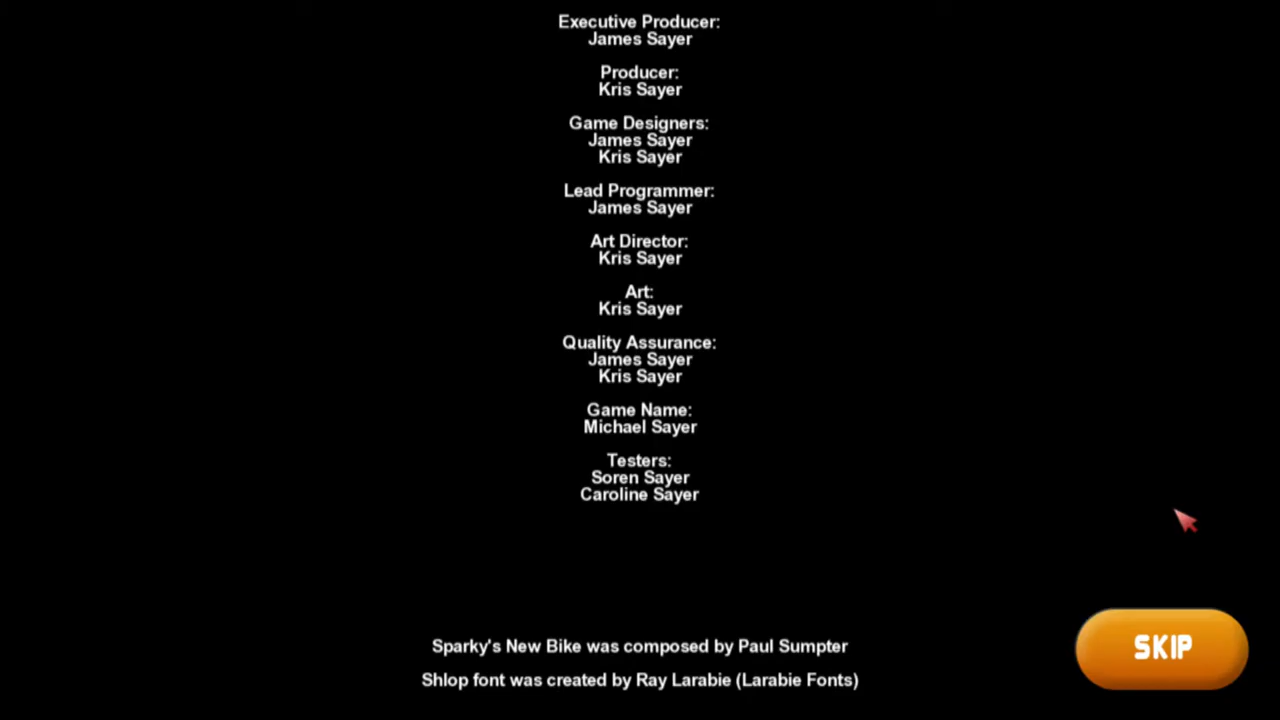 Executive Producer:
James Sayer
Producer:
Kris Sayer
Game Designers:
James Sayer
Kris Sayer
Lead Programmer:
James Sayer
Art Director:
Kris Sayer
Art:
Kris Sayer
Quality Assurance:
James Sayer
Kris Sayer
Game Name:
Michael Sayer
Testers:
Soren Sayer
Caroline Sayer
Sparky's New Bike was composed by Paul Sumpter
SKIP
Shlop font was created by Ray Larabie (Larabie Fonts)